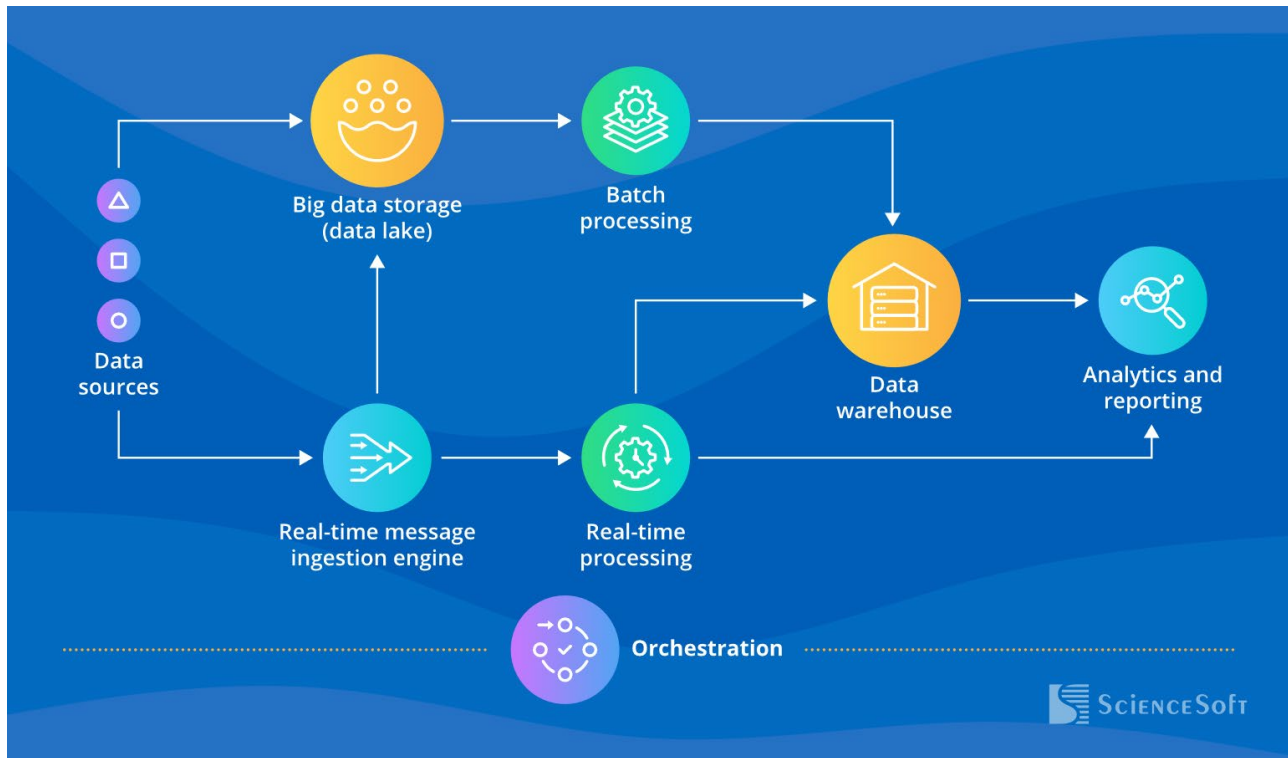 Big data storage
(data lake)
Batch
processing
Data
sources
Data
warehouse
Analytics and
reporting
Real-time message
ingestion engine
Real-time
processing
Orchestration
ScienceSoft